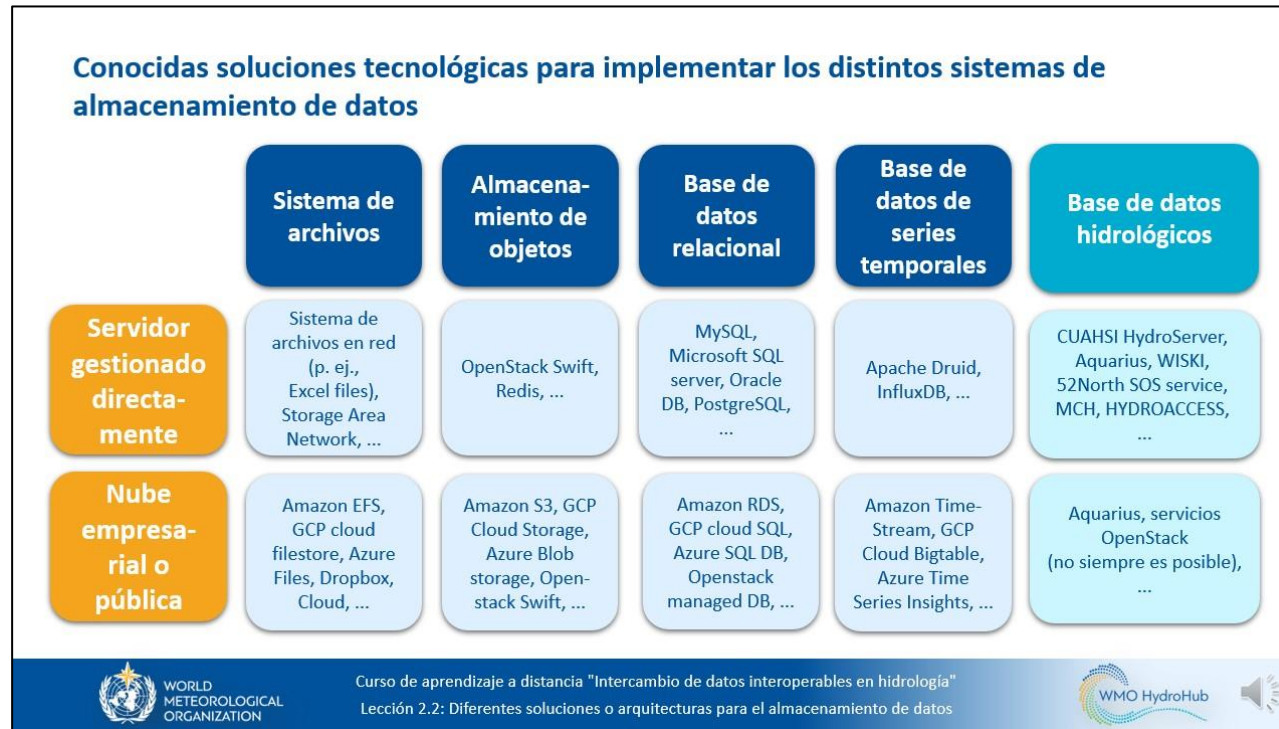 Conocidas soluciones tecnológicas para implementar los distintos sistemas de
almacenamiento de datos
Sistema de
archivos
Almacena-
miento de
objetos
Base de
datos
relacional
Base de
datos de
series
temporales
Base de datos
hidrológicos
Servidor
gestionado
directa-
mente
Sistema de
archivos en red
(p. ej.,
Excel files),
Storage Area
Network, ...
OpenStack Swift,
Redis, ...
MySQL,
Microsoft SQL
server, Oracle
DB, PostgreSQL,
...
Apache Druid,
InfluxDB, ...
CUAHSI HydroServer,
Aquarius, WISKI,
52North SOS service,
MCH, HYDROACCESS,
...
Nube
empresa-
rial o
pública
Amazon EFS,
GCP cloud
filestore, Azure
Files, Dropbox,
Cloud, ...
Amazon S3, GCP
Cloud Storage,
Azure Blob
storage, Open-
stack Swift, ...
Amazon RDS,
GCP cloud SQL,
Azure SQL DB,
Openstack
managed DB, ...
Amazon Time-
Stream, GCP
Cloud Bigtable,
Azure Time
Series Insights, ...
Aquarius, servicios
OpenStack
(no siempre es posible),
...
WORLD
METEOROLOGICAL
ORGANIZATION
Curso de aprendizaje a distancia "Intercambio de datos interoperables en hidrología"
Lección 2.2: Diferentes soluciones o arquitecturas para el almacenamiento de datos
WMO HydroHub